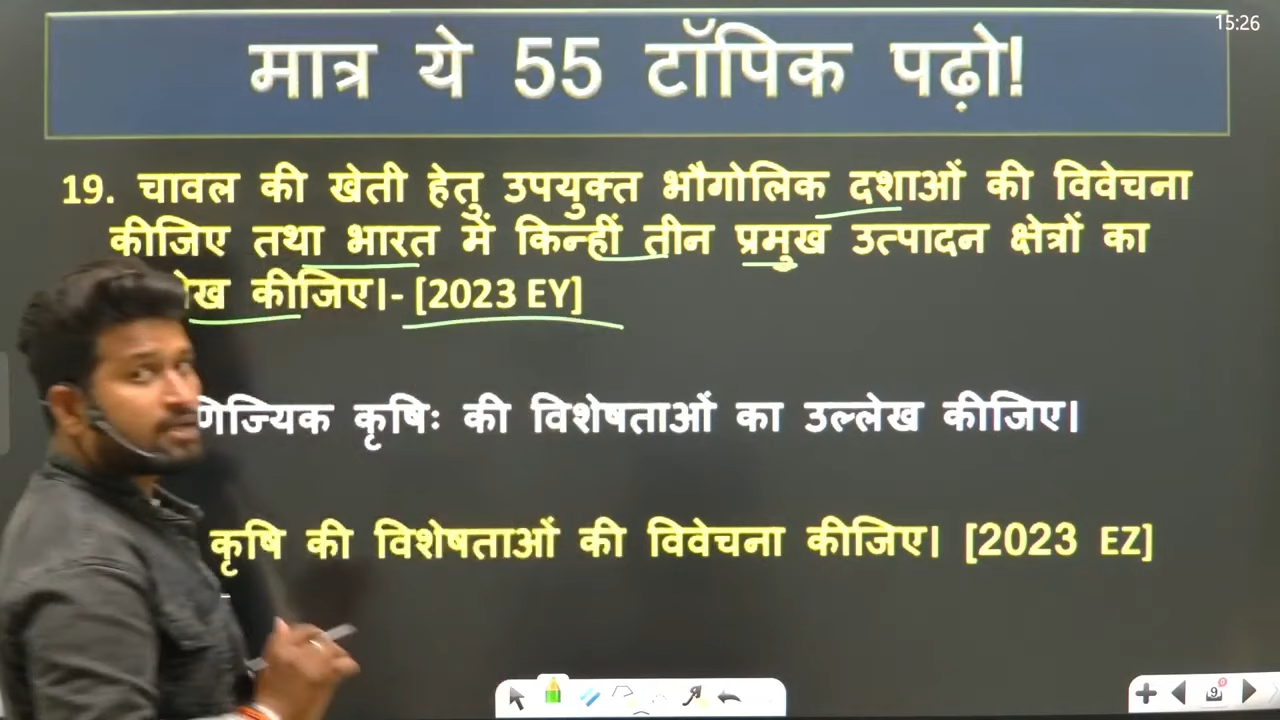 15:26
मात्र ये 55 टॉपिक पढ़ो!
19. चावल की खेती हेतु उपयुक्त भौगोलिक दशाओं की विवेचना
कीजिए तथा भारत में किन्हीं तीन प्रमुख उत्पादन क्षेत्रों का
कीजिए।- [2023 EY]
कृषिः की विशेषताओं का उल्लेख कीजिए।
कृषि की विशेषताओं की विवेचना कीजिए। [2023 EZ]
9